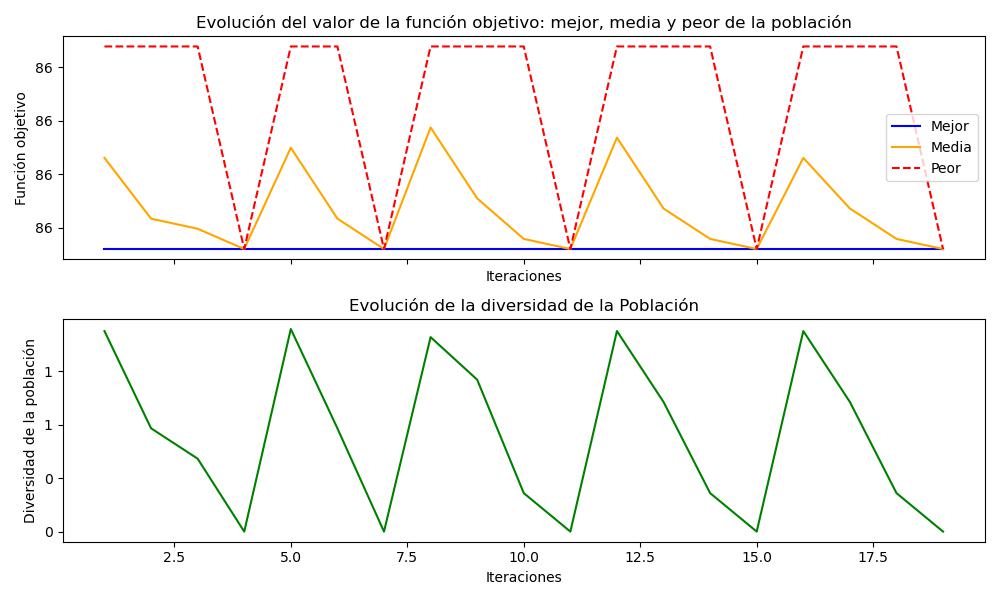 Evolución del valor de la función objetivo: mejor, media y peor de la población
Función objetivo
86
86
86
86
Mejor
Media
Peor
Iteraciones
Evolución de la diversidad de la Población
Diversidad de la población
1
1
0
0
2.5 5.0 7.5 10.0 12.5 15.0 17.5
Iteraciones